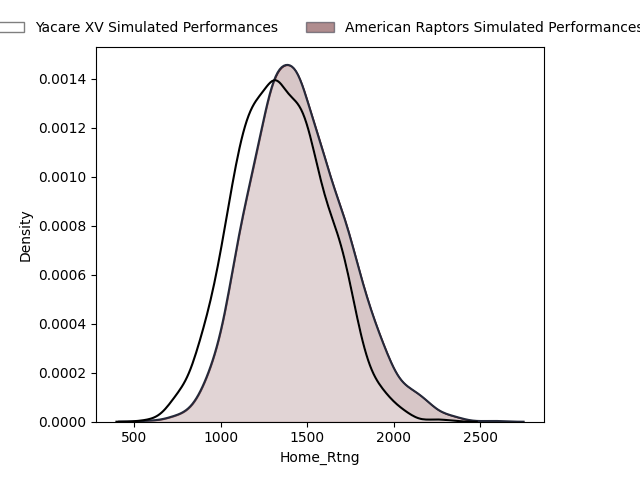 Yacare XV Simulated Performances American Raptors Simulated Performances
0.0014
0.0012
0.0010
0.0008
0.0006
0.0004
0.0002
0.0000
Density
500 1000 1500 2000 2500
Home_Rtng